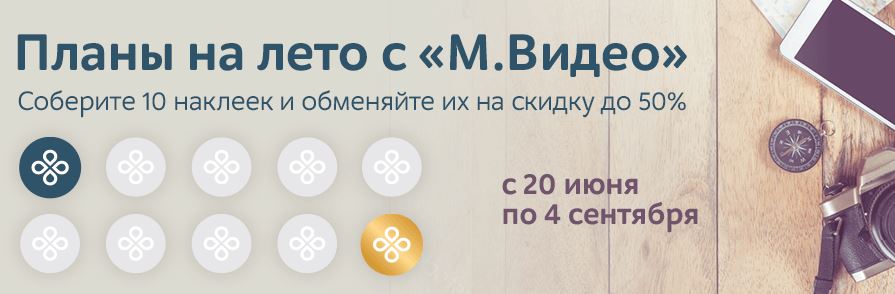 Планы на лето с «М.Видео»
Соберите 10 наклеек и обменяйте их на скидку до 50%
с 20 июня
по 4 сентября